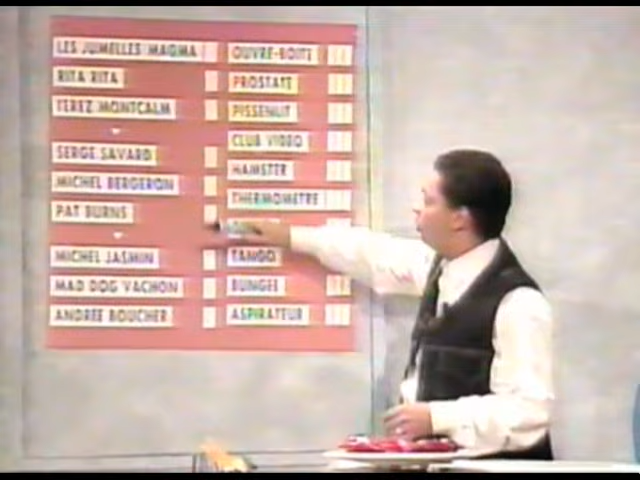 LES JUMELLES MAGMA
OUVRE-BOITE
RITA RITA
PROSTATE
TEREZ MONTCALM
PISSENLIT
CLUB VIDEO
SERGE SAVARD
HAMSTER
MICHEL BERGERON
THERMOMETRE
PAT BURNS
MICHEL JASMIN
TANGO
MAD DOG VACHON
BUNGEE
ANDREE BOUCHER
ASPIRATEUR